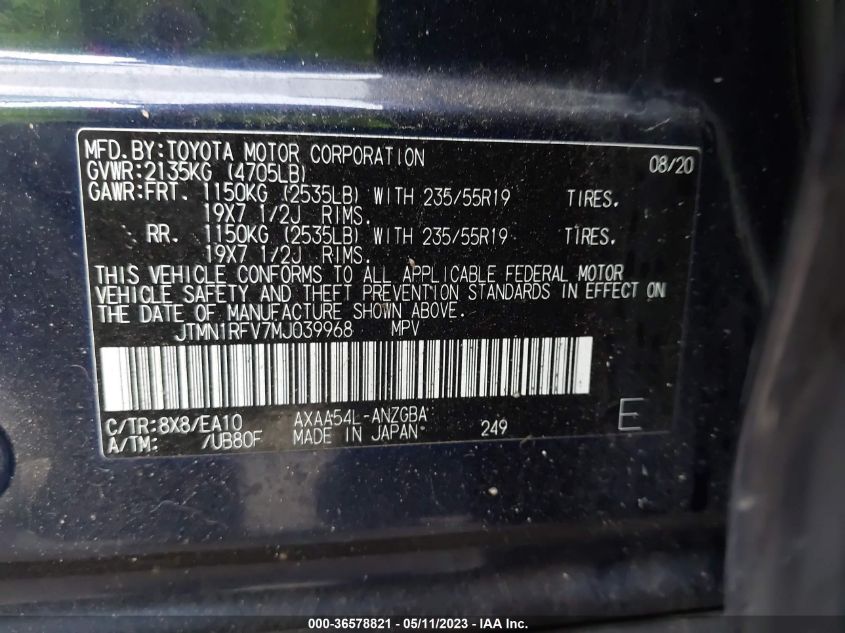 MFD.BY:TOYOTA MOTOR CORPORATION 08/20
GVWR:2135KG (4705LB)
GAWR:FRT. 1150KG (2535LB) WITH 235/55R19 TIRES.
19X7 1/2J RIMS.
RR. 1150KG (2535LB) WITH 235/55R19 TIRES.
19X7 1/2J RIMS.
THIS VEHICLE CONFORMS TO ALL APPLICABLE FEDERAL MOTOR
VEHICLE SAFETY AND THEFT PREVENTION STANDARDS IN EFFECT ON
THE DATE OF MANUFACTURE SHOWN ABOVE.
JTMN1RFV7MJ039968 MPV
C/TR:8X8/EA10 AXAA54L-ANZGBA
A/TM: /UB80F MADE IN JAPAN 249 E
000-36578821 - 05/11/2023 - IAAI Inc.